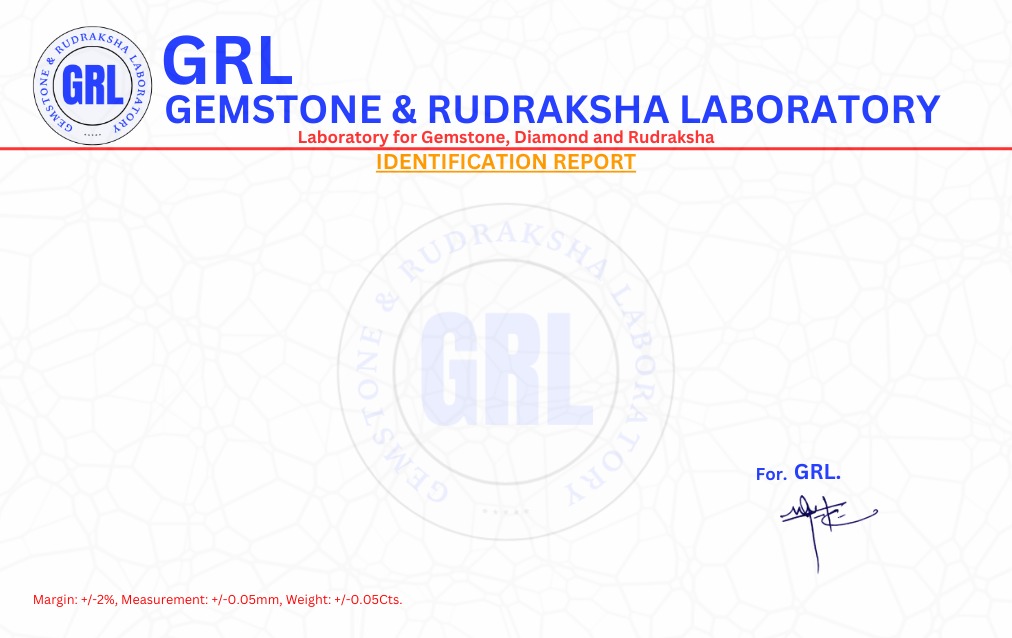 GEMSTONE & RUDRAKSHA LABORATORY
GRL
.....
GRL
GEMSTONE & RUDRAKSHA LABORATORY
Laboratory for Gemstone, Diamond and Rudraksha
IDENTIFICATION REPORT
GEMSTONE & RUDRAKSHA LABORATORY
GRL
.....
For. GRL.
Margin: +/-2%, Measurement: +/-0.05mm, Weight: +/-0.05Cts.